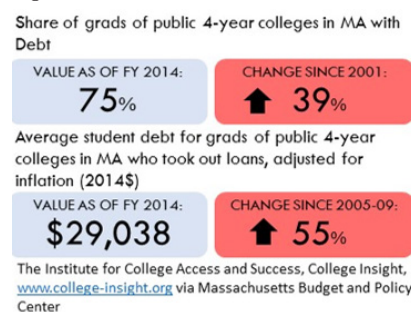 Share of grads of public 4-year colleges in MA with
Debt
VALUE AS OF FY 2014:
75%
CHANGE SINCE 2001:
39%
Average student debt for grads of public 4-year
colleges in MA who took out loans, adjusted for
inflation (2014$)
VALUE AS OF FY 2014:
$29,038
CHANGE SINCE 2005-09:
55%
The Institute for College Access and Success, College Insight,
www.college-insight.org via Massachusetts Budget and Policy
Center